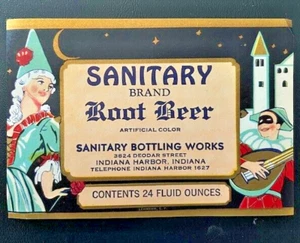 SANITARY
BRAND
Root Beer
ARTIFICIAL COLOR
SANITARY BOTTLING WORKS
3624 DEODAR STREET
INDIANA HARBOR, INDIANA
TELEPHONE INDIANA HARBOR 1627
CONTENTS 24 FLUID OUNCES